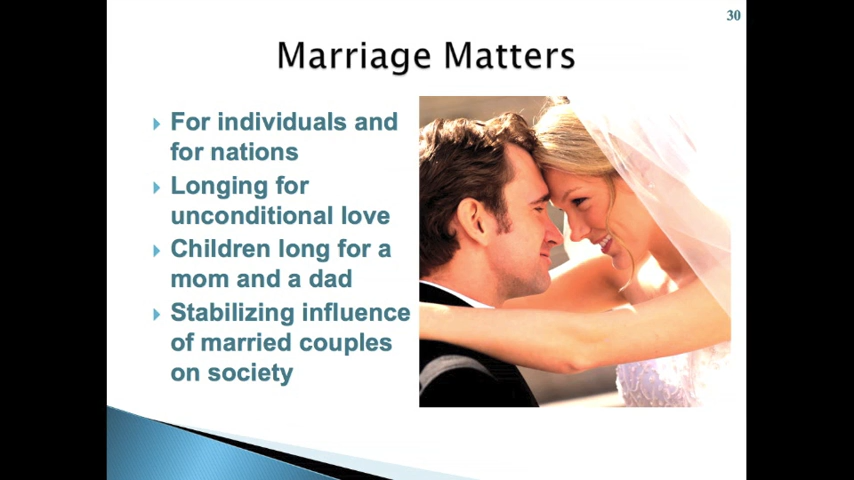 30
Marriage Matters
For individuals and
for nations
Longing for
unconditional love
Children long for a
mom and a dad
Stabilizing influence
of married couples
on society